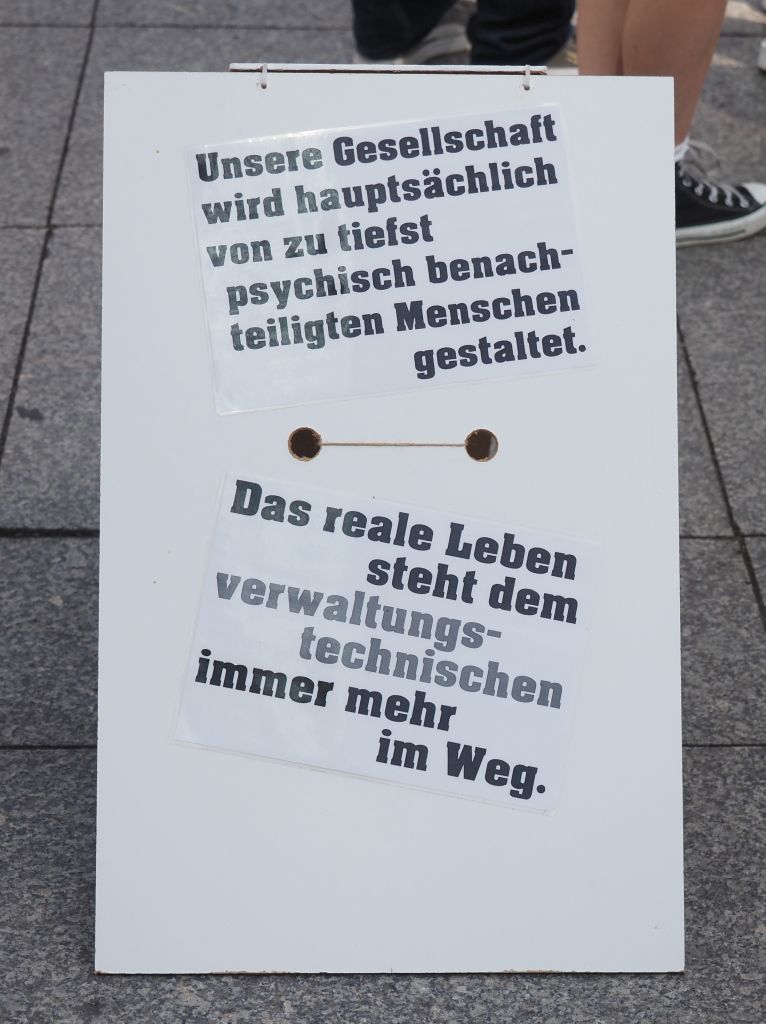 Unsere Gesellschaft
wird hauptsächlich
von zu tiefst
psychisch benach-
teiligten Menschen
gestaltet.
Das reale Leben
steht dem
verwaltungs-
technischen
immer mehr
im Weg.